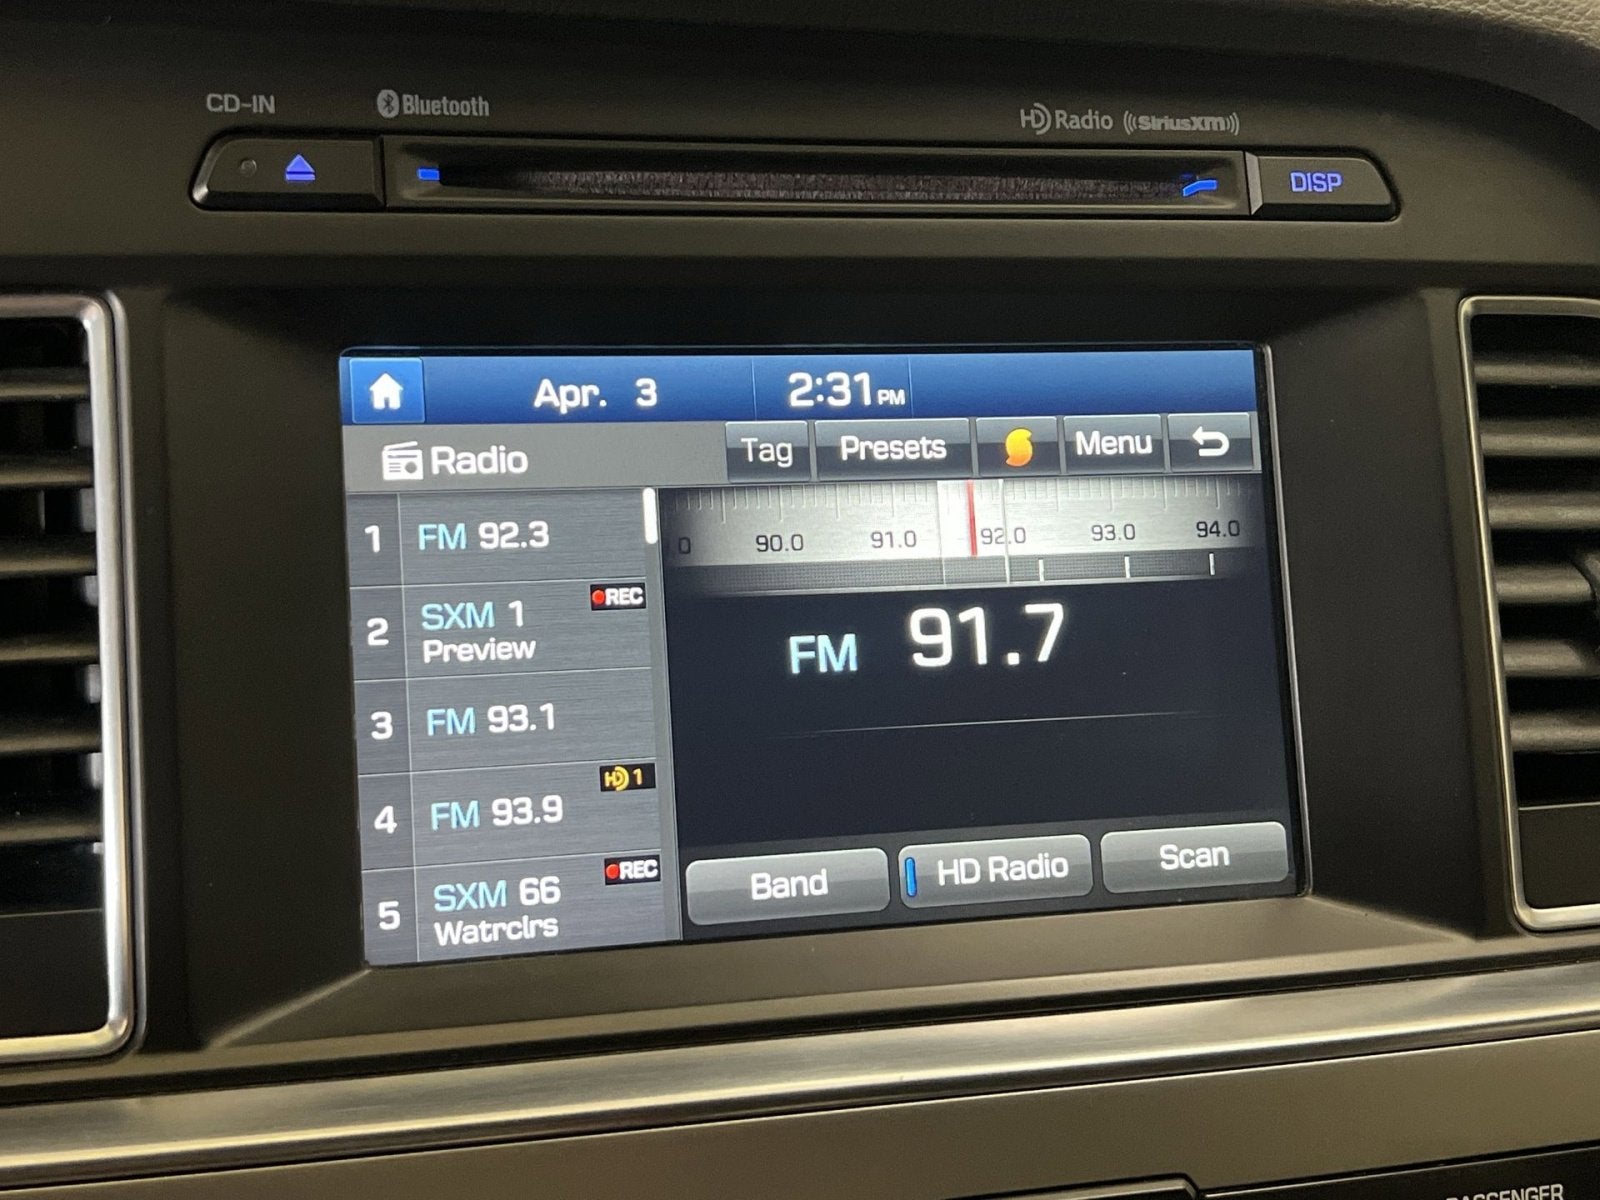 CD-IN
Bluetooth
HD Radio
((SiriusXM))
DISP
Apr. 3
2:31 PM
Radio
Tag
Presets
Menu
1 FM 92.3
2 SXM 1 REC
Preview
3 FM 93.1
4 FM 93.9 HD 1
5 SXM 66 REC
Watrclrs
0 90.0 91.0 92.0 93.0 94.0
FM 91.7
Band
HD Radio
Scan
PASSENGER